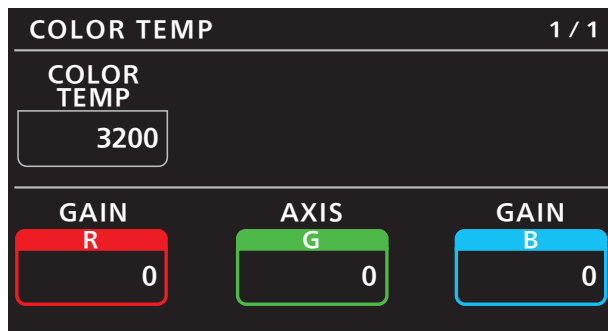 COLOR TEMP 1 / 1
COLOR
TEMP
3200
GAIN AXIS GAIN
R G B
0 0 0